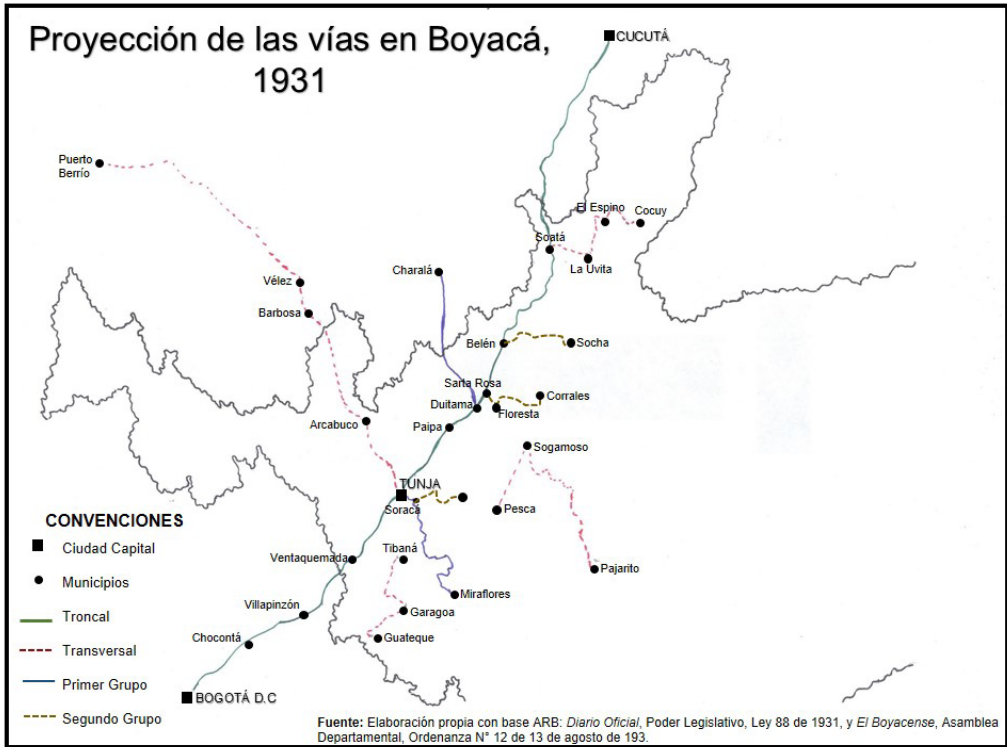 Proyección de las vías en Boyacá,
1931
CUCUTÁ
Puerto
Berrío
El Espino
Cocuy
Soatá
La Uvita
Charalá
Vélez
Barbosa
Belén
Socha
Sarta Rosa
Corrales
Duitama
Floresta
Arcabuco
Paipa
Sogamoso
TUNJA
Soracá
Pesca
CONVENCIONES
Ciudad Capital
Municipios
Troncal
Transversal
Primer Grupo
Segundo Grupo
Ventaquemada
Tibaná
Pajarito
Miraflores
Villapinzón
Garagoa
Chocontá
Guateque
BOGOTÁ D.C
Fuente: Elaboración propia con base ARB: Diario Oficial, Poder Legislativo, Ley 88 de 1931, y El Boyacense, Asamblea
Departamental, Ordenanza N° 12 de 13 de agosto de 193.